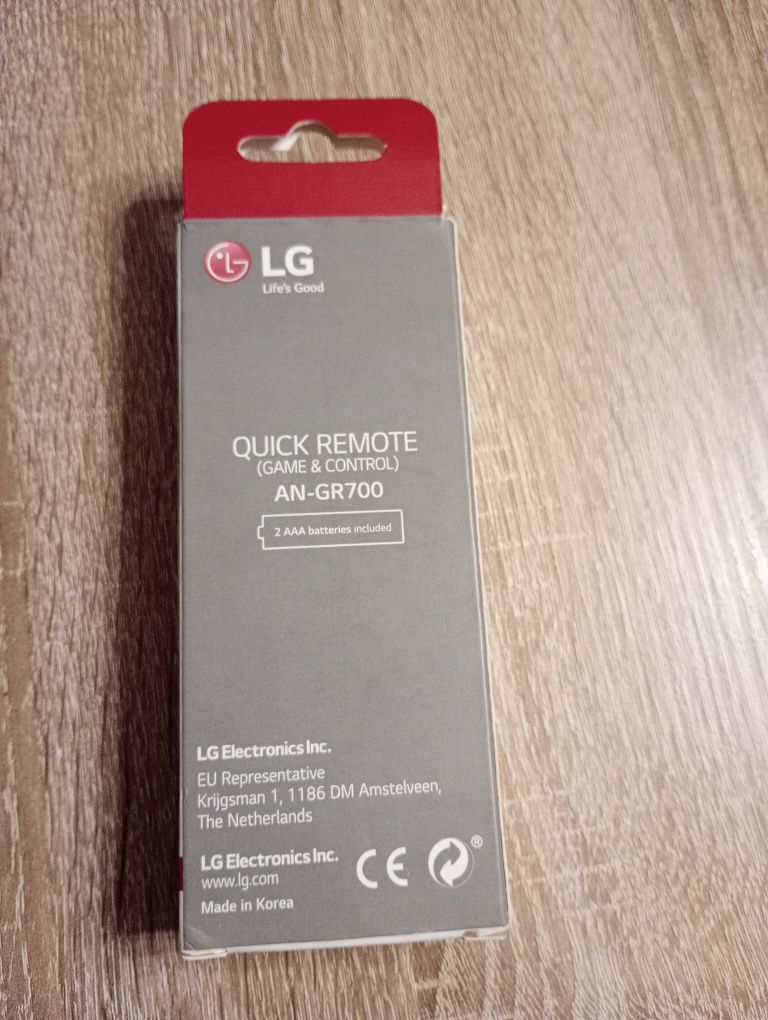 LG
Life's Good
QUICK REMOTE
(GAME & CONTROL)
AN-GR700
2 AAA batteries included
LG Electronics Inc.
EU Representative
Krijgsman 1, 1186 DM Amstelveen,
The Netherlands
LG Electronics Inc.
www.lg.com
Made in Korea
CE
®